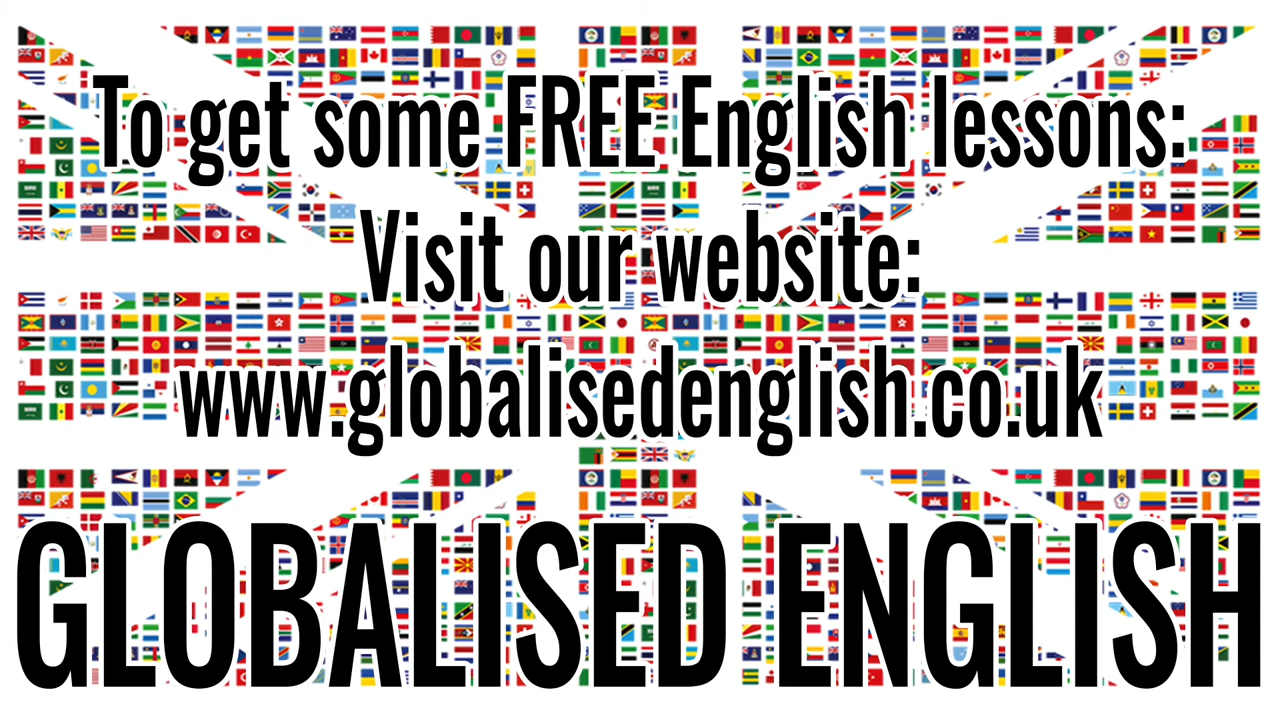 To get some FREE English lessons:
Visit our website:
www.globalisedenglish.co.uk
GLOBALISED ENGLISH